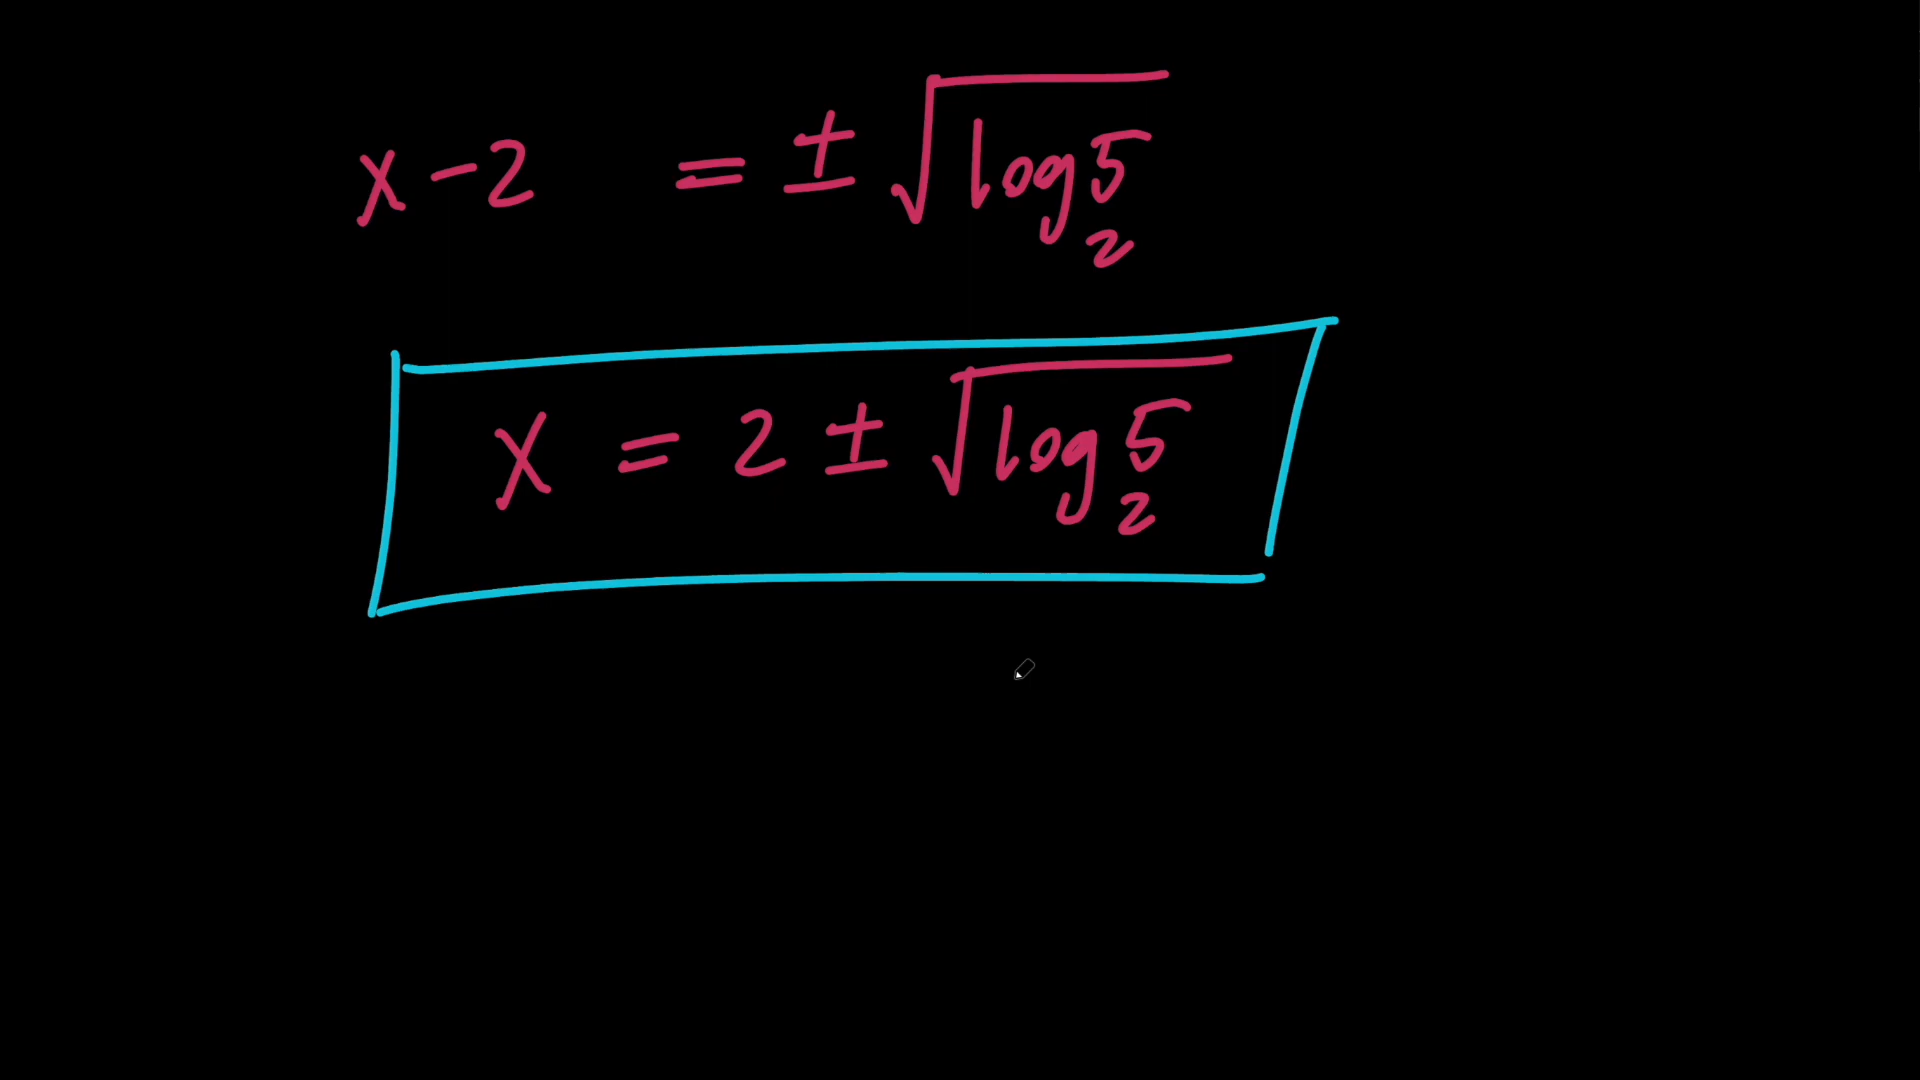 x - 2 = ± √log₂5
x = 2 ± √log₂5